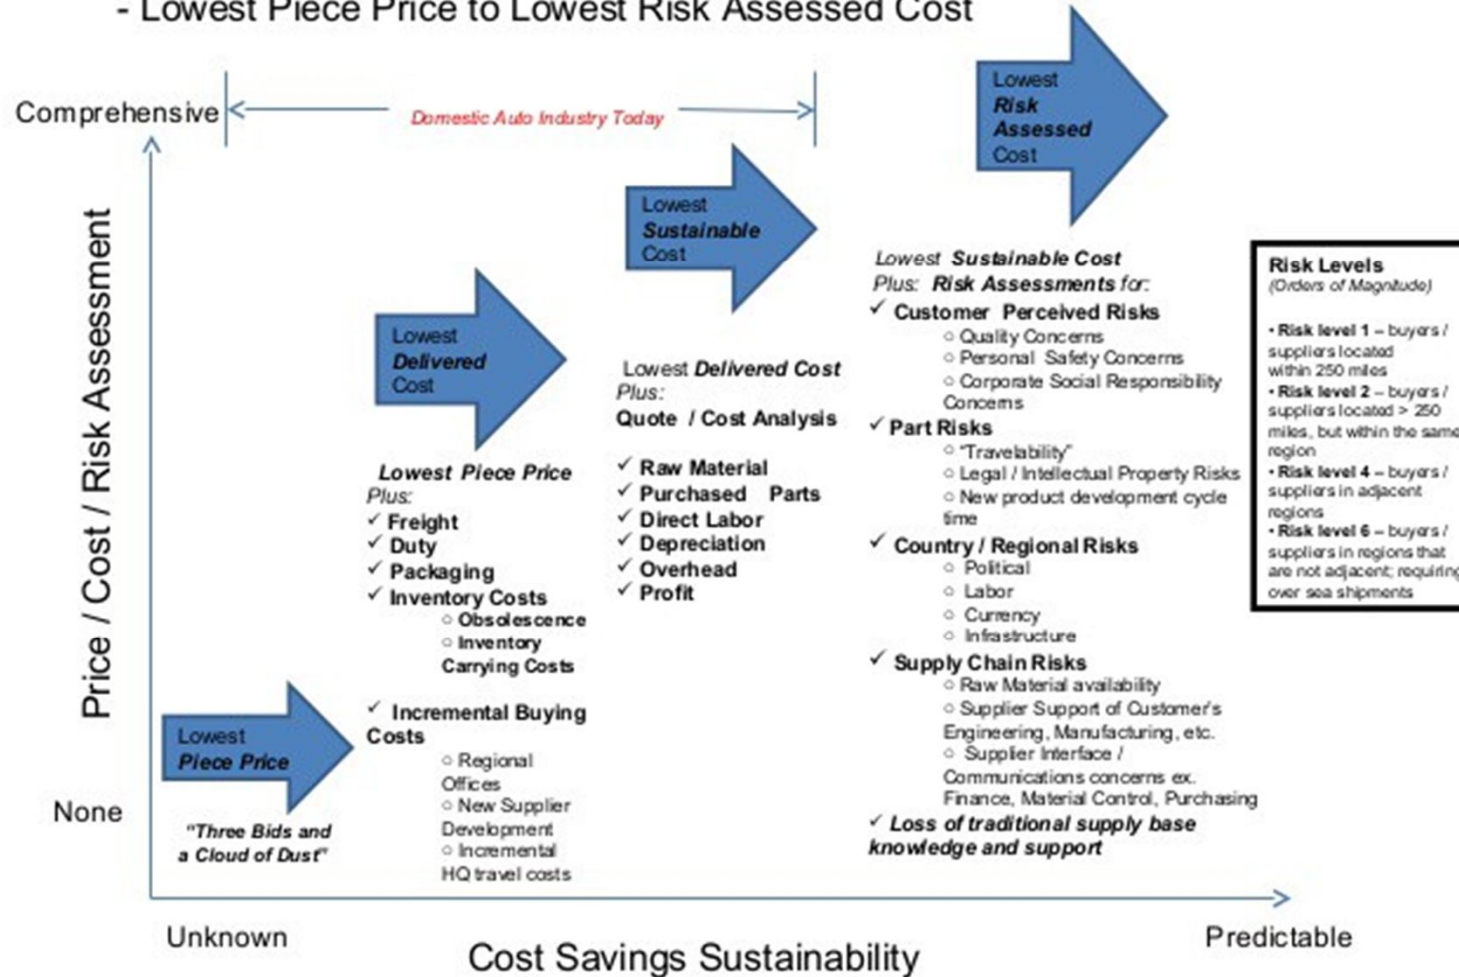 - Lowest Piece Price to Lowest Risk Assessed Cost
Comprehensive
Domestic Auto Industry Today
Price / Cost / Risk Assessment
None
Lowest
Piece Price
"Three Bids and
a Cloud of Dust"
Lowest
Delivered
Cost
Lowest Piece Price
Plus:
✓ Freight
✓ Duty
✓ Packaging
✓ Inventory Costs
○ Obsolescence
○ Inventory
Carrying Costs
✓ Incremental Buying
Costs
○ Regional
Offices
○ New Supplier
Development
○ Incremental
HQ travel costs
Lowest
Sustainable
Cost
Lowest Delivered Cost
Plus:
Quote / Cost Analysis
✓ Raw Material
✓ Purchased Parts
✓ Direct Labor
✓ Depreciation
✓ Overhead
✓ Profit
Lowest
Risk
Assessed
Cost
Lowest Sustainable Cost
Plus: Risk Assessments for:
✓ Customer Perceived Risks
○ Quality Concerns
○ Personal Safety Concerns
○ Corporate Social Responsibility
Concerns
✓ Part Risks
○ "Travelability"
○ Legal / Intellectual Property Risks
○ New product development cycle
time
✓ Country / Regional Risks
○ Political
○ Labor
○ Currency
○ Infrastructure
✓ Supply Chain Risks
○ Raw Material availability
○ Supplier Support of Customer's
Engineering, Manufacturing, etc.
○ Supplier Interface /
Communications concerns ex.
Finance, Material Control, Purchasing
✓ Loss of traditional supply base
knowledge and support
Risk Levels
(Orders of Magnitude)
• Risk level 1 – buyers /
suppliers located
within 250 miles
• Risk level 2 – buyers /
suppliers located > 250
miles, but within the same
region
• Risk level 4 – buyers /
suppliers in adjacent
regions
• Risk level 6 – buyers /
suppliers in regions that
are not adjacent; requiring
over sea shipments
Unknown
Cost Savings Sustainability
Predictable